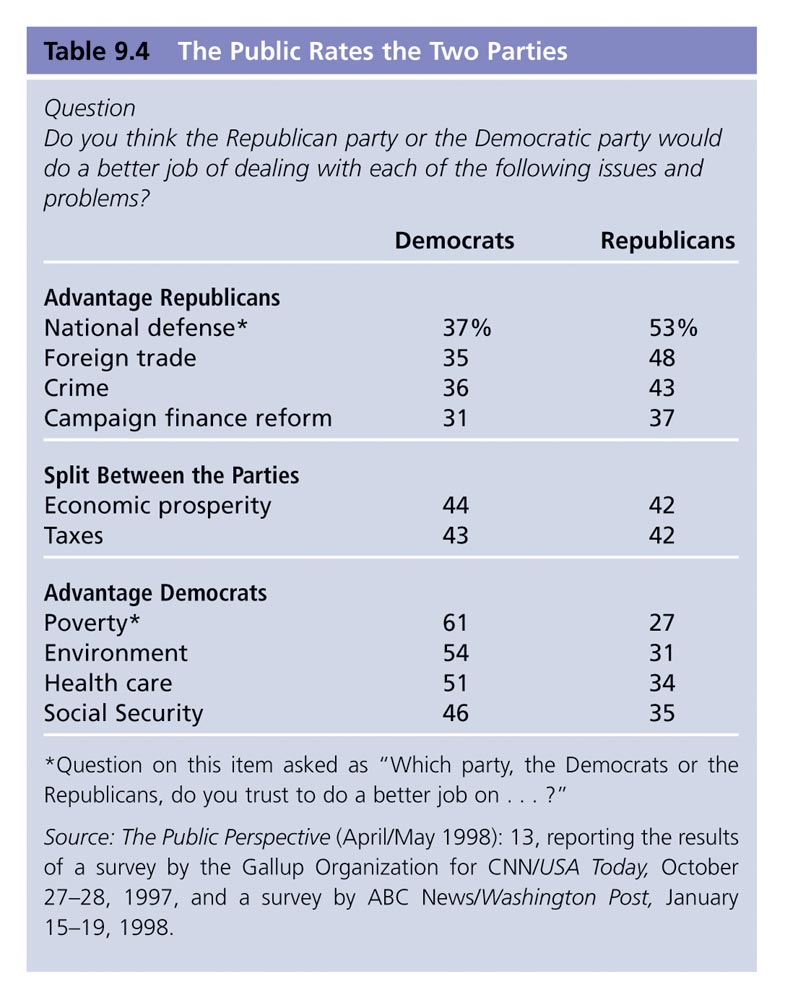 Table 9.4 The Public Rates the Two Parties
Question
Do you think the Republican party or the Democratic party would
do a better job of dealing with each of the following issues and
problems?
Democrats Republicans
Advantage Republicans
National defense* 37% 53%
Foreign trade 35 48
Crime 36 43
Campaign finance reform 31 37
Split Between the Parties
Economic prosperity 44 42
Taxes 43 42
Advantage Democrats
Poverty* 61 27
Environment 54 31
Health care 51 34
Social Security 46 35
*Question on this item asked as “Which party, the Democrats or the
Republicans, do you trust to do a better job on . . . ?”
Source: The Public Perspective (April/May 1998): 13, reporting the results
of a survey by the Gallup Organization for CNN/USA Today, October
27–28, 1997, and a survey by ABC News/Washington Post, January
15–19, 1998.